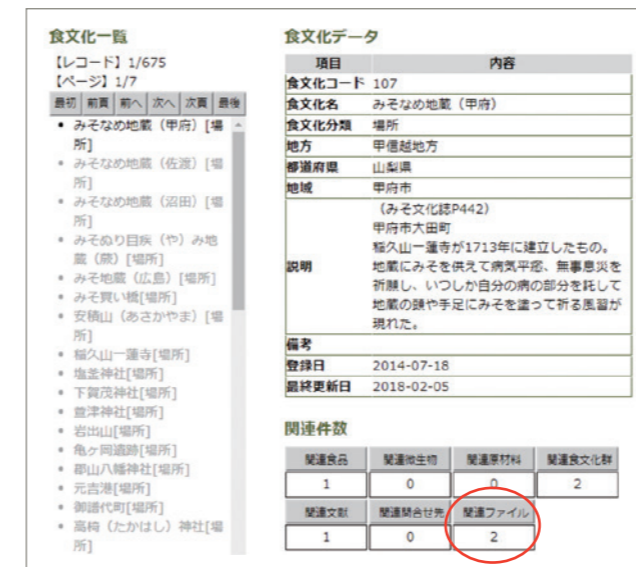 食文化一覧
【レコード】1/675
【ページ】1/7
最初 前頁 前へ 次へ 次頁 最後
• みそなめ地蔵（甲府）[場
所]
• みそなめ地蔵（佐渡）[場
所]
• みそなめ地蔵（沼田）[場
所]
• みそぬり目疾（や）み地
蔵（蕨）[場所]
• みそ地蔵（広島）[場所]
• みそ買い橋[場所]
• 安積山（あさかやま）[場
所]
• 稲久山一蓮寺[場所]
• 塩釜神社[場所]
• 下賀茂神社[場所]
• 萱津神社[場所]
• 岩出山[場所]
• 亀ヶ岡遺跡[場所]
• 郡山八幡神社[場所]
• 元吉港[場所]
• 御譜代町[場所]
• 高椅（たかはし）神社[場
所]
食文化データ
項目 内容
食文化コード 107
食文化名 みそなめ地蔵（甲府）
食文化分類 場所
地方 甲信越地方
都道府県 山梨県
地域 甲府市
説明
（みそ文化誌P442）
甲府市太田町
稲久山一蓮寺が1713年に建立したもの。
地蔵にみそを供えて病気平癒、無事息災を
祈願し、いつしか自分の病の部分を託して
地蔵の頭や手足にみそを塗って祈る風習が
現れた。
備考
登録日 2014-07-18
最終更新日 2018-02-05
関連件数
関連食品 関連微生物 関連原材料 関連食文化群
1 0 0 2
関連文献 関連問合せ先 関連ファイル
1 0 2